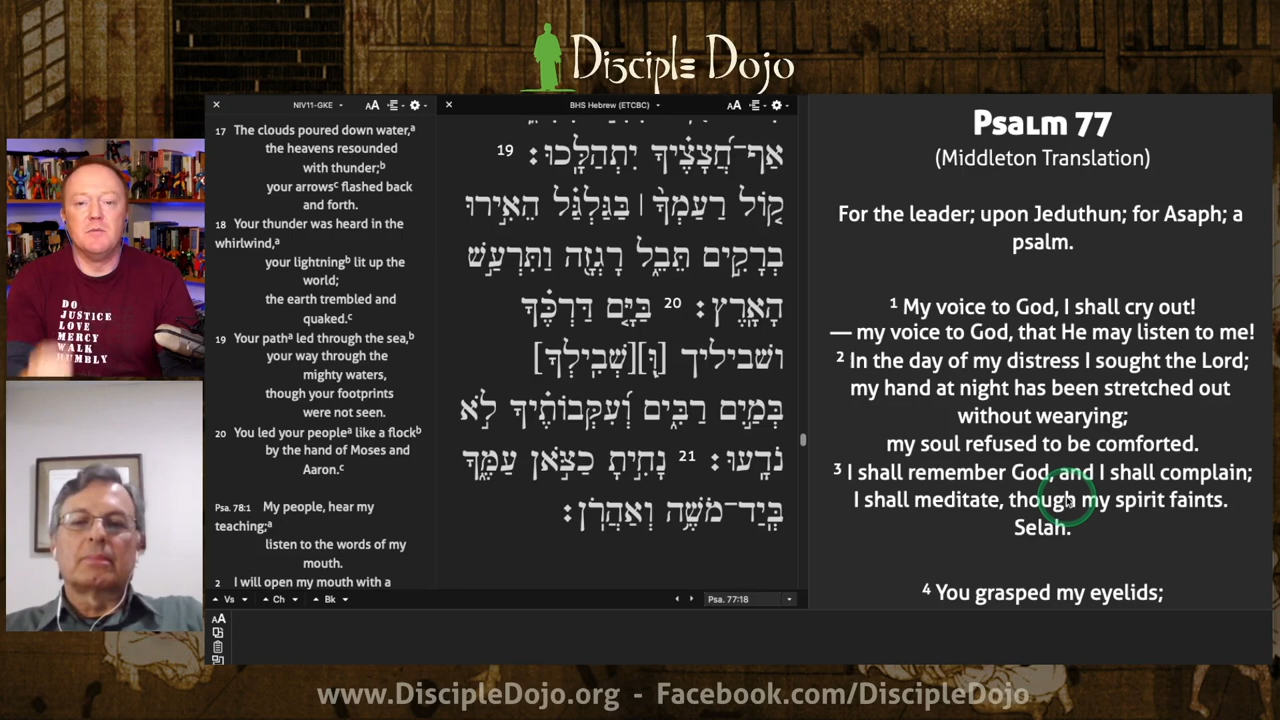 Disciple Dojo
NIV11-GKE
AA
17 The clouds poured down water,a
the heavens resounded
with thunder;b
your arrowsc flashed back
and forth.
18 Your thunder was heard in the
whirlwind,a
your lightningb lit up the
world;
the earth trembled and
quaked.c
19 Your patha led through the sea,b
your way through the
mighty waters,
though your footprints
were not seen.
20 You led your peoplea like a flockb
by the hand of Moses and
Aaron.c
Psa. 78:1 My people, hear my
teaching;a
listen to the words of my
mouth.
2 I will open my mouth with a
Vs
Ch
Bk
BHS Hebrew (ETCBC)
AA
אַף־חֲ֝צָצֶ֗יךָ יִתְהַלָּֽכוּ׃ 19
ק֤וֹל רַעַמְךָ֨ ׀ בַּגַּלְגַּ֗ל הֵאִ֣ירוּ
בְרָקִ֣ים תֵּבֵ֑ל רָגְזָ֖ה וַתִּרְעַ֣שׁ
הָאָֽרֶץ׃ 20 בַּיָּ֤ם דַּרְכֶּ֗ךָ
ושביליך [וּ֭][שְׁבִֽילְךָ]
בְּמַ֣יִם רַבִּ֑ים וְ֝עִקְּבוֹתֶ֗יךָ לֹ֣א
נֹדָֽעוּ׃ 21 נָחִ֣יתָ כַצֹּ֣אן עַמֶּ֑ךָ
בְּֽיַד־מֹשֶׁ֥ה וְאַהֲרֹֽן׃
Psa. 77:18
Psalm 77
(Middleton Translation)
For the leader; upon Jeduthun; for Asaph; a
psalm.
1 My voice to God, I shall cry out!
— my voice to God, that He may listen to me!
2 In the day of my distress I sought the Lord;
my hand at night has been stretched out
without wearying;
my soul refused to be comforted.
3 I shall remember God, and I shall complain;
I shall meditate, though my spirit faints.
Selah.
4 You grasped my eyelids;
DO
JUSTICE
LOVE
MERCY
WALK
HUMBLY
AA
www.DiscipleDojo.org - Facebook.com/DiscipleDojo